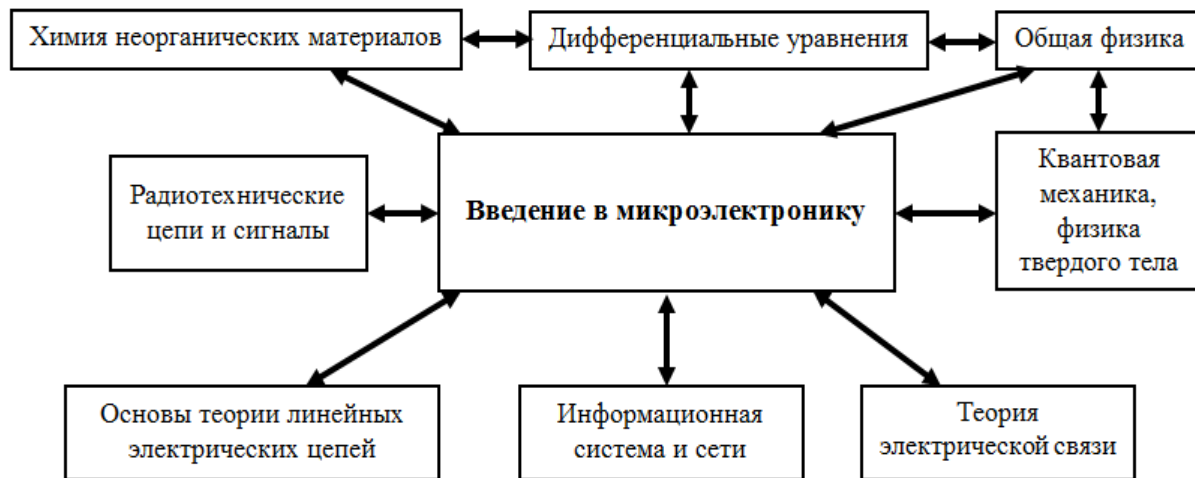 Химия неорганических материалов
Дифференциальные уравнения
Общая физика
Радиотехнические
цепи и сигналы
Введение в микроэлектронику
Квантовая
механика,
физика
твердого тела
Основы теории линейных
электрических цепей
Информационная
система и сети
Теория
электрической связи